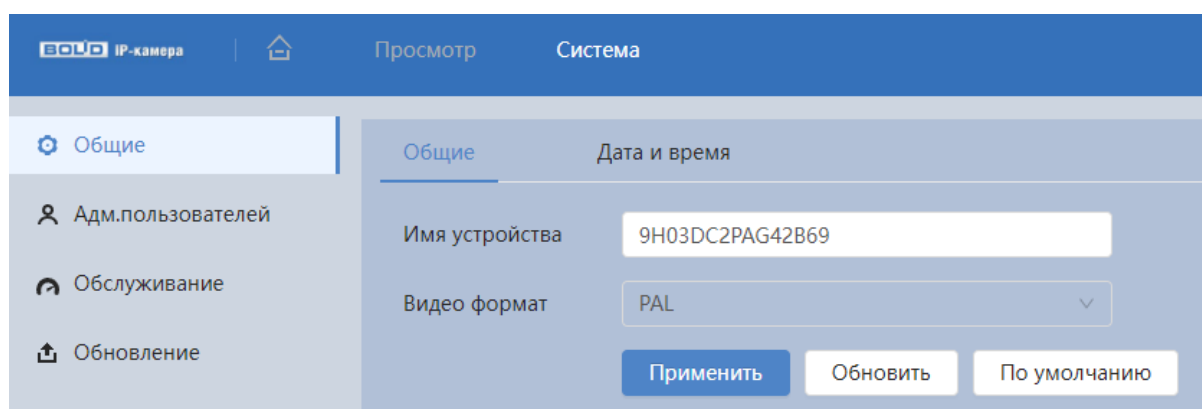 BOLID IP-камера Просмотр Система
Общие
Адм.пользователей
Обслуживание
Обновление
Общие Дата и время
Имя устройства 9H03DC2PAG42B69
Видео формат PAL
Применить Обновить По умолчанию